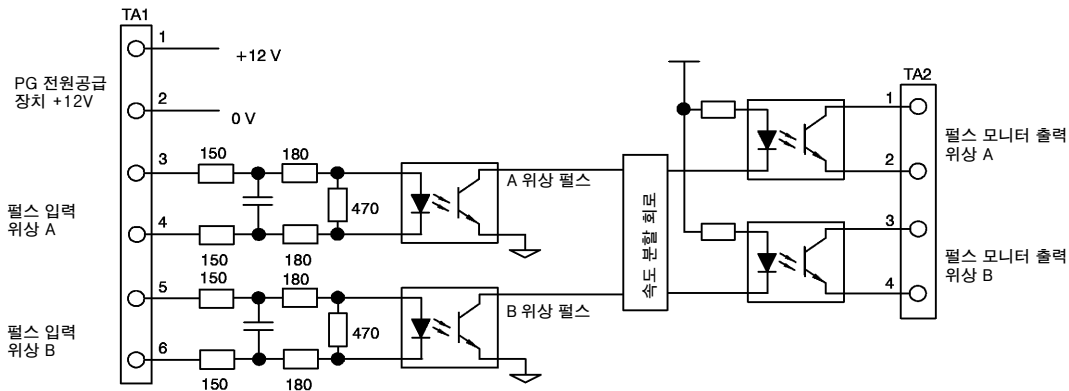 TA1
1
+12 V
PG 전원공급
장치 +12V
2
0 V
150
180
3
470
A 위상 펄스
펄스 입력
위상 A
4
150
180
150
180
5
470
B 위상 펄스
펄스 입력
위상 B
6
150
180
속도 분할 회로
TA2
1
펄스 모니터 출력
위상 A
2
3
펄스 모니터 출력
위상 B
4